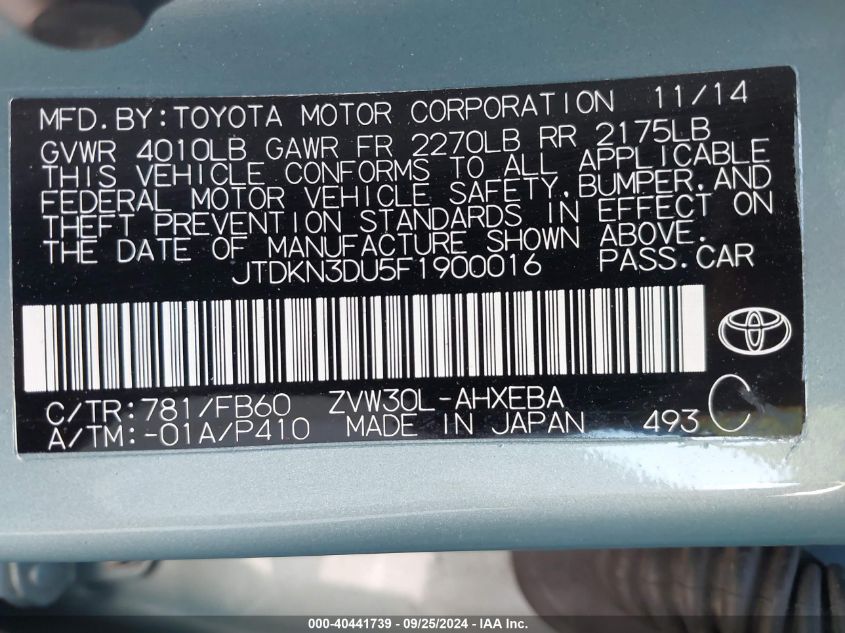 MFD. BY: TOYOTA MOTOR CORPORATION 11/14
GVWR 4010LB GAWR FR 2270LB RR 2175LB
THIS VEHICLE CONFORMS TO ALL APPLICABLE
FEDERAL MOTOR VEHICLE SAFETY, BUMPER, AND
THEFT PREVENTION STANDARDS IN EFFECT ON
THE DATE OF MANUFACTURE SHOWN ABOVE.
JTDKN3DU5F1900016 PASS. CAR
C/TR: 781/FB60 ZVW30L-AHXEBA
A/TM: -01A/P410 MADE IN JAPAN 493 C
000-40441739 - 09/25/2024 - IAA Inc.